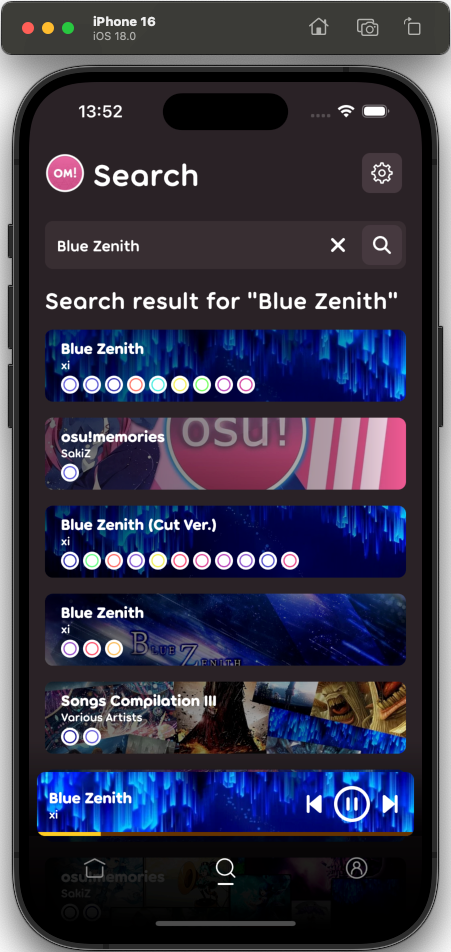 iPhone 16
iOS 18.0
13:52
OM!
Search
Blue Zenith
Search result for "Blue Zenith"
Blue Zenith
xi
osu!
osu!memories
SakiZ
Blue Zenith (Cut Ver.)
xi
Blue Zenith
xi
BLUE
ZENITH
Songs Compilation III
Various Artists
Blue Zenith
xi
osu!memories
SakiZ